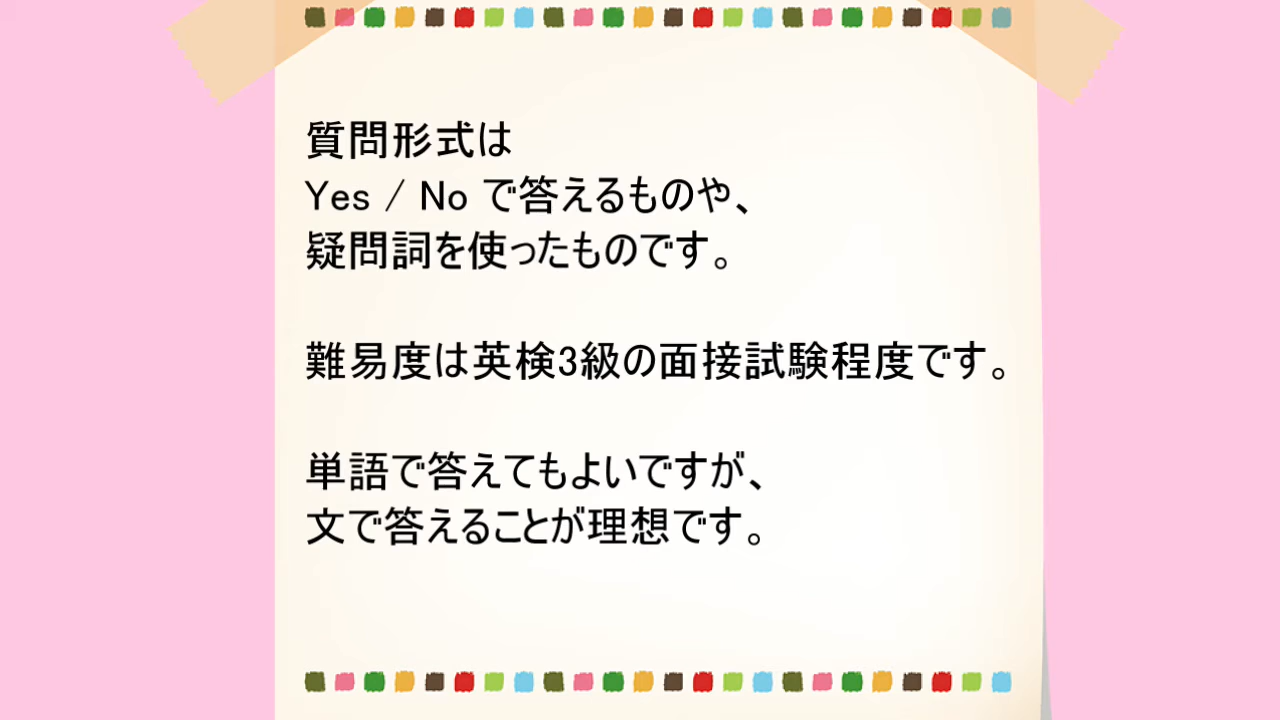 質問形式は
Yes / No で答えるものや、
疑問詞を使ったものです。
難易度は英検3級の面接試験程度です。
単語で答えてもよいですが、
文で答えることが理想です。